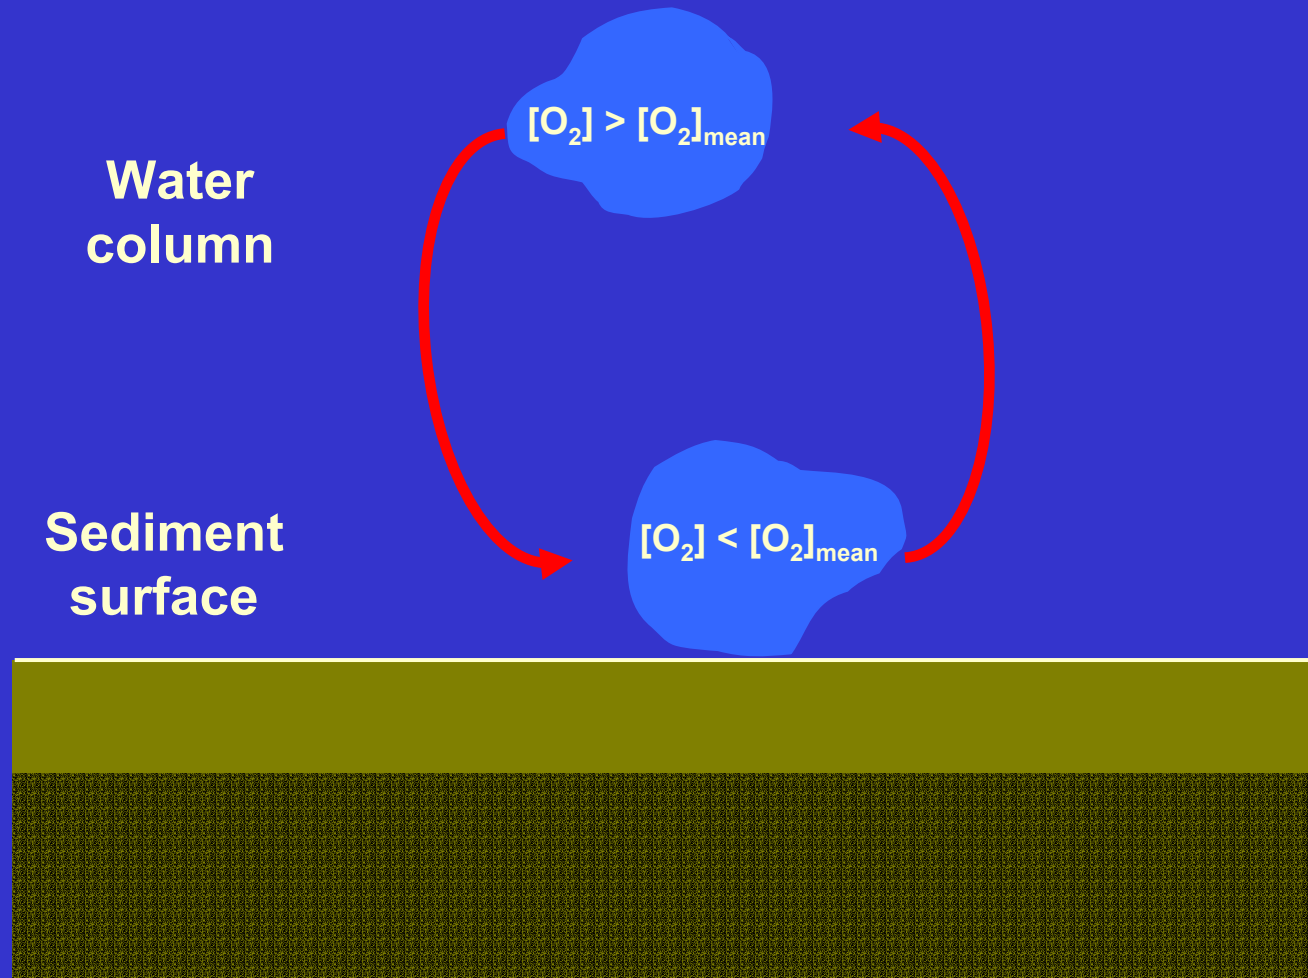 [O₂] > [O₂]mean
Water
column
[O₂] < [O₂]mean
Sediment
surface